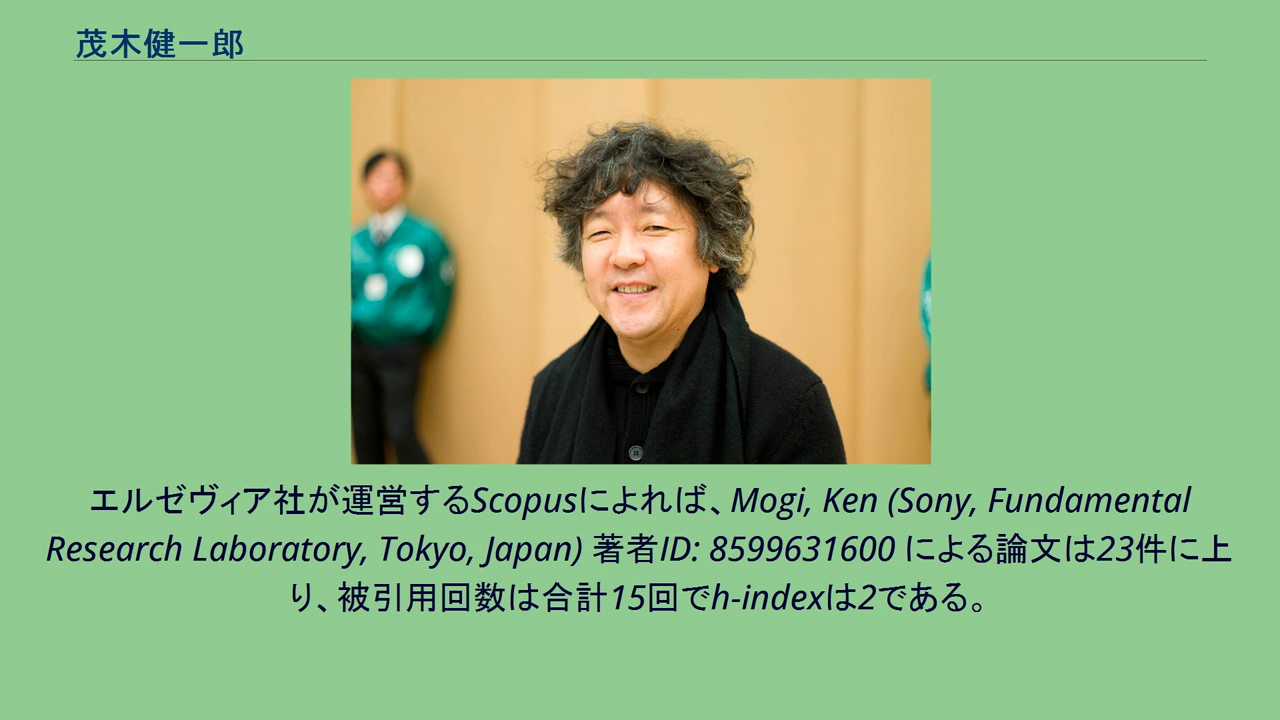 茂木健一郎
エルゼヴィア社が運営するScopusによれば、Mogi, Ken (Sony, Fundamental
Research Laboratory, Tokyo, Japan) 著者ID: 8599631600 による論文は23件に上
り、被引用回数は合計15回でh-indexは2である。